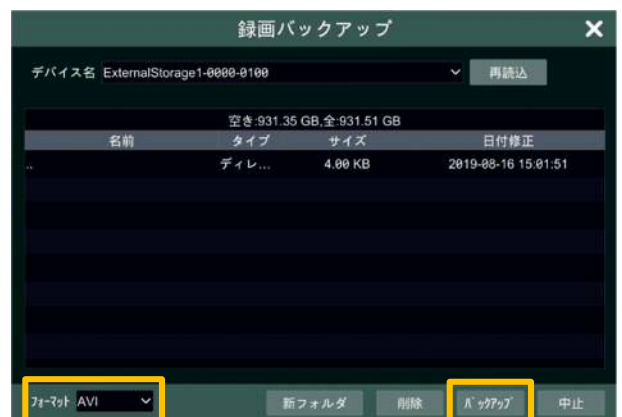 録画バックアップ
デバイス名 ExternalStorage1-0000-0100 再読込
空き:931.35 GB,全:931.51 GB
名前 タイプ サイズ 日付修正
.. ディレ... 4.00 KB 2019-08-16 15:01:51
ﾌｫｰﾏｯﾄ AVI 新フォルダ 削除 ﾊﾞｯｸｱｯﾌﾟ 中止